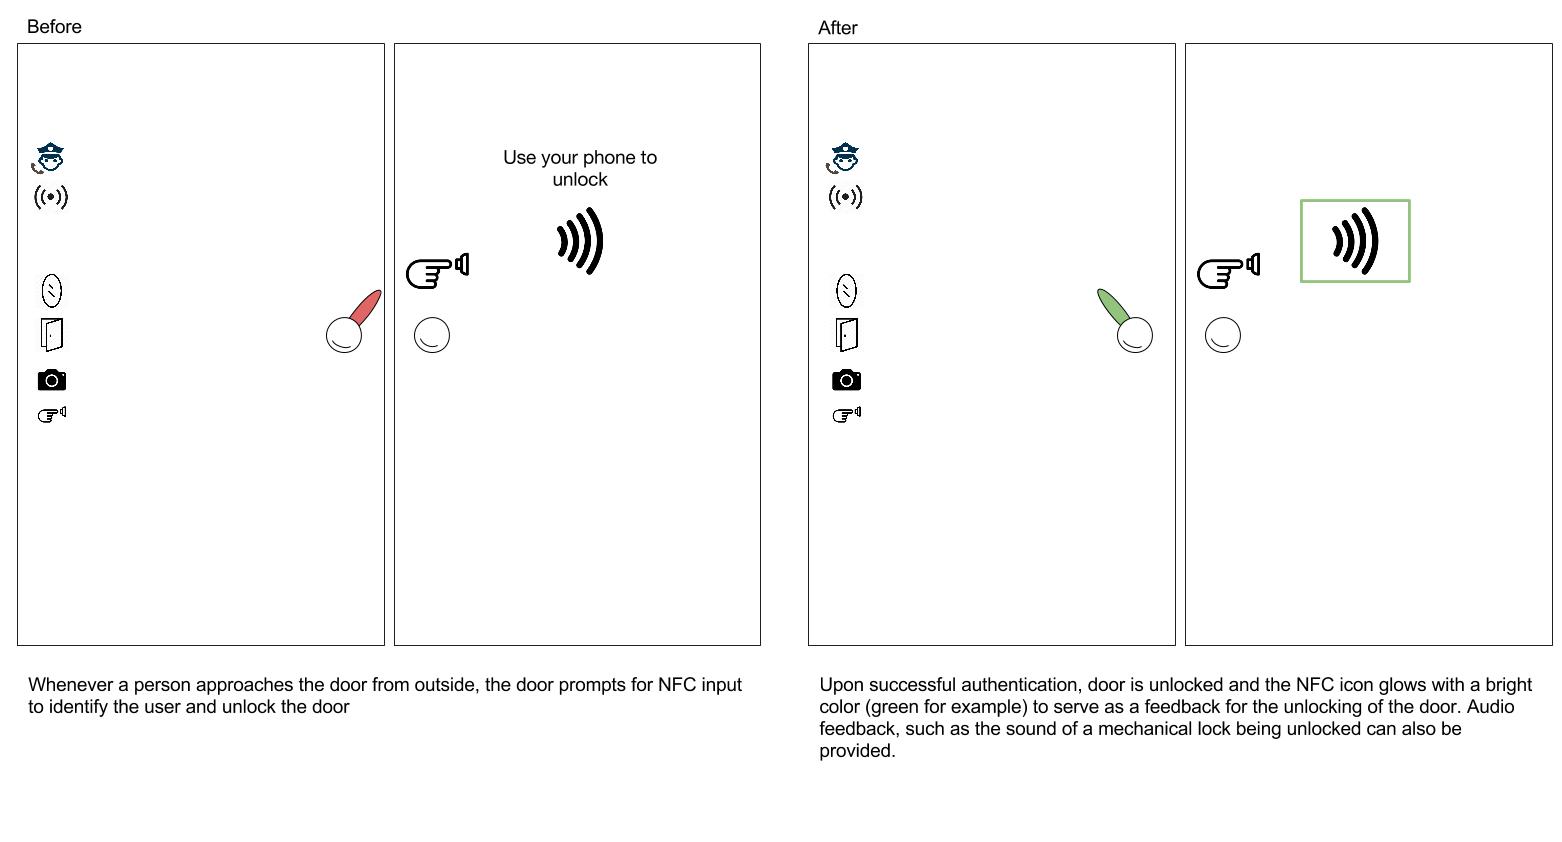 Before
After
Use your phone to
unlock
Whenever a person approaches the door from outside, the door prompts for NFC input
to identify the user and unlock the door
Upon successful authentication, door is unlocked and the NFC icon glows with a bright
color (green for example) to serve as a feedback for the unlocking of the door. Audio
feedback, such as the sound of a mechanical lock being unlocked can also be
provided.